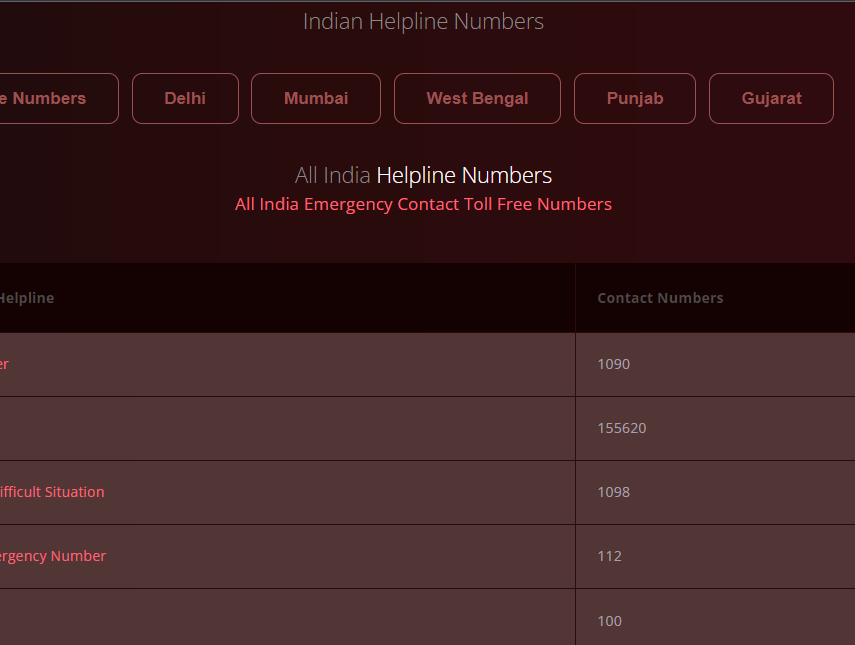 Indian Helpline Numbers
e Numbers Delhi Mumbai West Bengal Punjab Gujarat
All India Helpline Numbers
All India Emergency Contact Toll Free Numbers
Helpline Contact Numbers
er 1090
155620
ifficult Situation 1098
ergency Number 112
100